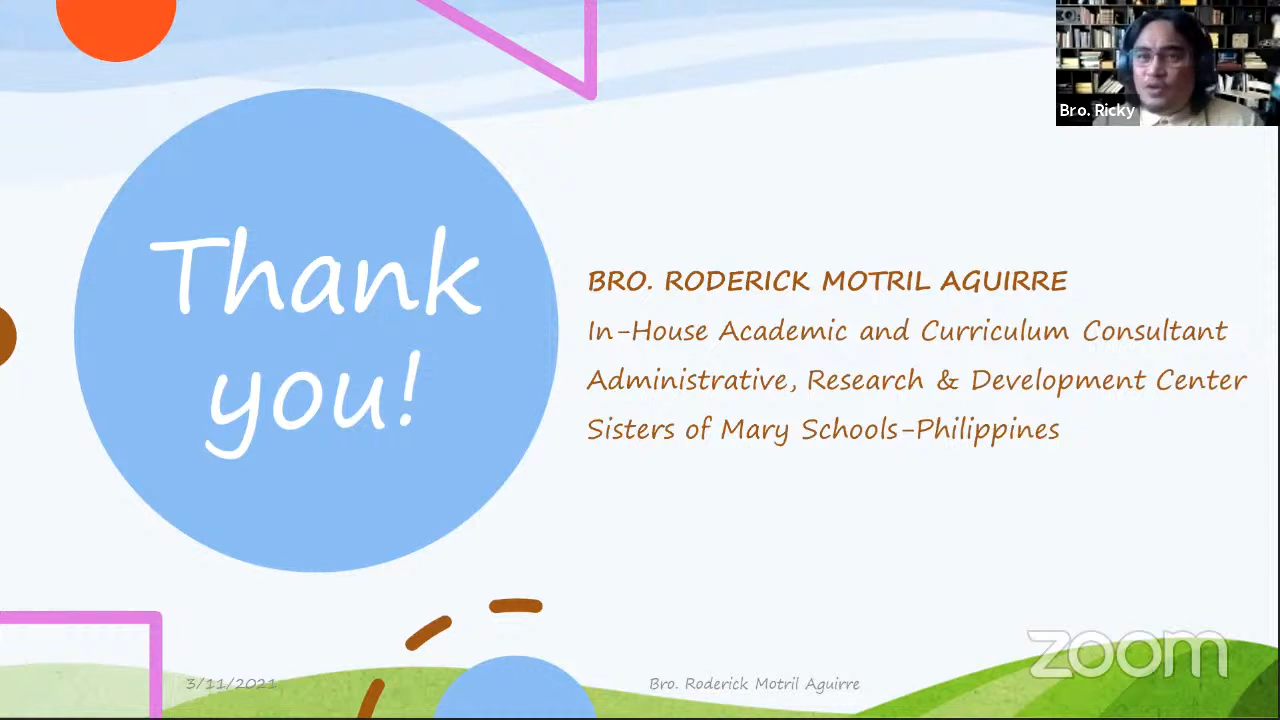 Bro. Ricky
Thank
you!
BRO. RODERICK MOTRIL AGUIRRE
In-House Academic and Curriculum Consultant
Administrative, Research & Development Center
Sisters of Mary Schools-Philippines
zoom
3/11/2021
Bro. Roderick Motril Aguirre